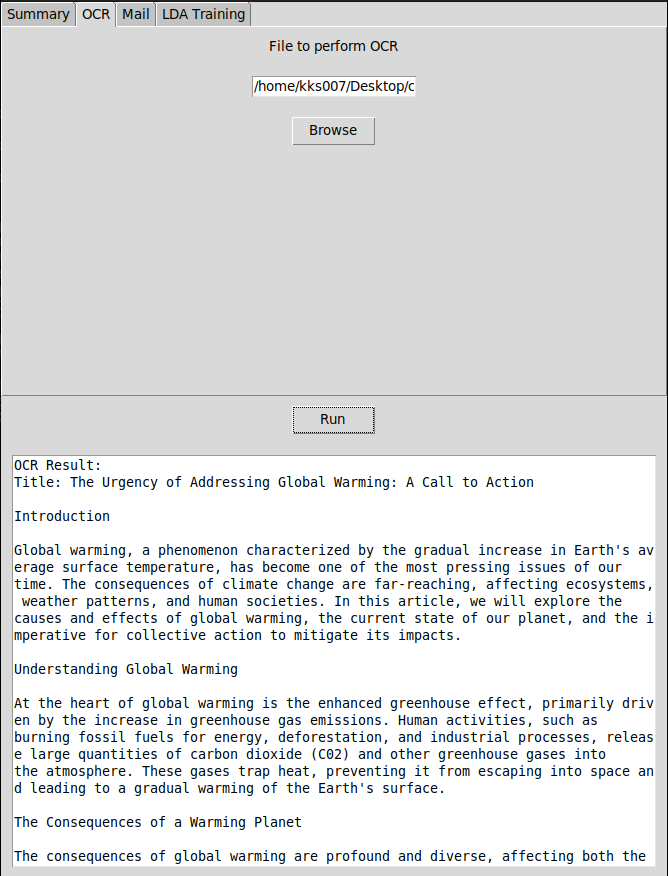 Summary OCR Mail LDA Training
File to perform OCR
/home/kks007/Desktop/c
Browse
Run
OCR Result:
Title: The Urgency of Addressing Global Warming: A Call to Action
Introduction
Global warming, a phenomenon characterized by the gradual increase in Earth's av
erage surface temperature, has become one of the most pressing issues of our
time. The consequences of climate change are far-reaching, affecting ecosystems,
 weather patterns, and human societies. In this article, we will explore the
causes and effects of global warming, the current state of our planet, and the i
mperative for collective action to mitigate its impacts.
Understanding Global Warming
At the heart of global warming is the enhanced greenhouse effect, primarily driv
en by the increase in greenhouse gas emissions. Human activities, such as
burning fossil fuels for energy, deforestation, and industrial processes, releas
e large quantities of carbon dioxide (C02) and other greenhouse gases into
the atmosphere. These gases trap heat, preventing it from escaping into space an
d leading to a gradual warming of the Earth's surface.
The Consequences of a Warming Planet
The consequences of global warming are profound and diverse, affecting both the